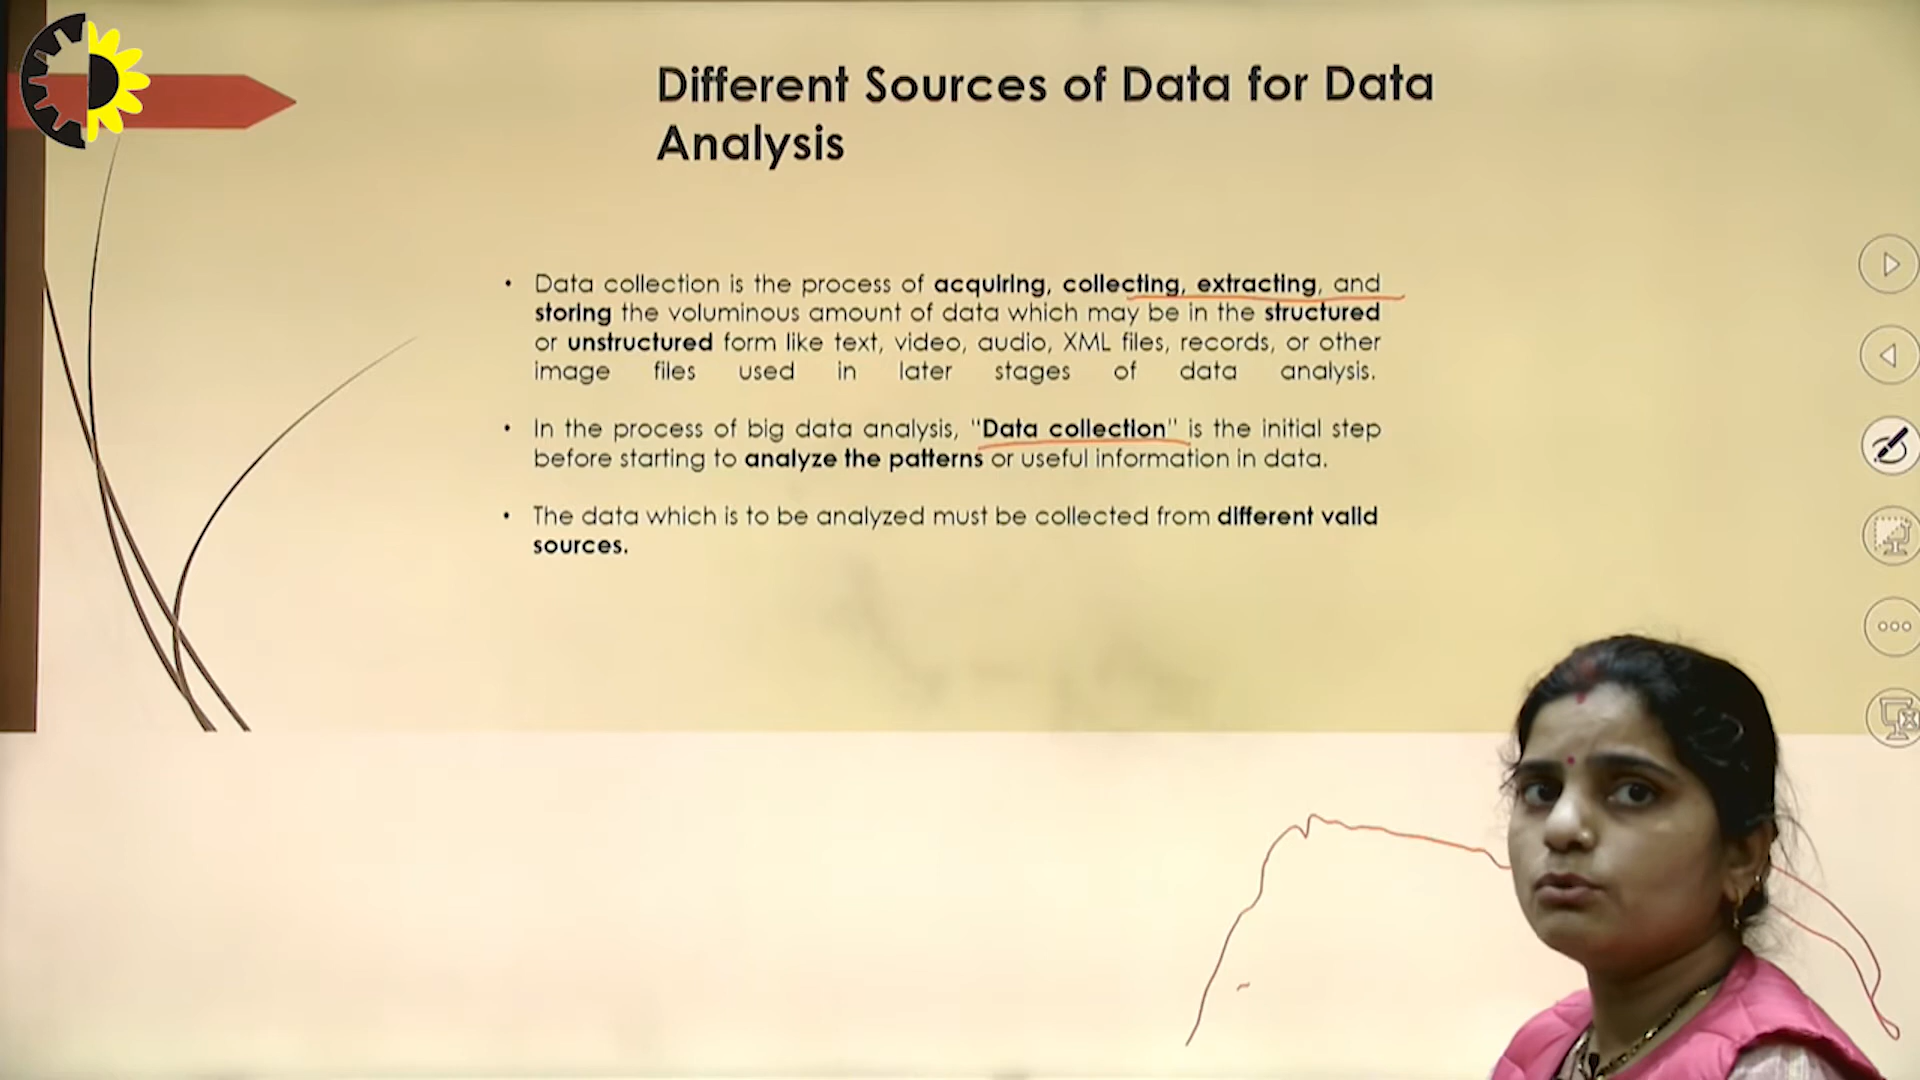 Different Sources of Data for Data
Analysis
• Data collection is the process of acquiring, collecting, extracting, and
storing the voluminous amount of data which may be in the structured
or unstructured form like text, video, audio, XML files, records, or other
image files used in later stages of data analysis.
• In the process of big data analysis, "Data collection" is the initial step
before starting to analyze the patterns or useful information in data.
• The data which is to be analyzed must be collected from different valid
sources.